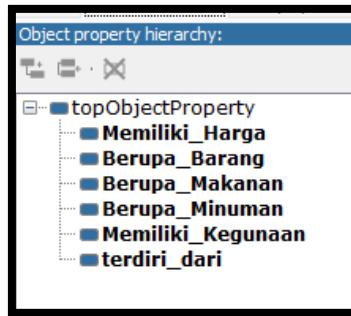 Object property hierarchy:
topObjectProperty
Memiliki_Harga
Berupa_Barang
Berupa_Makanan
Berupa_Minuman
Memiliki_Kegunaan
terdiri_dari